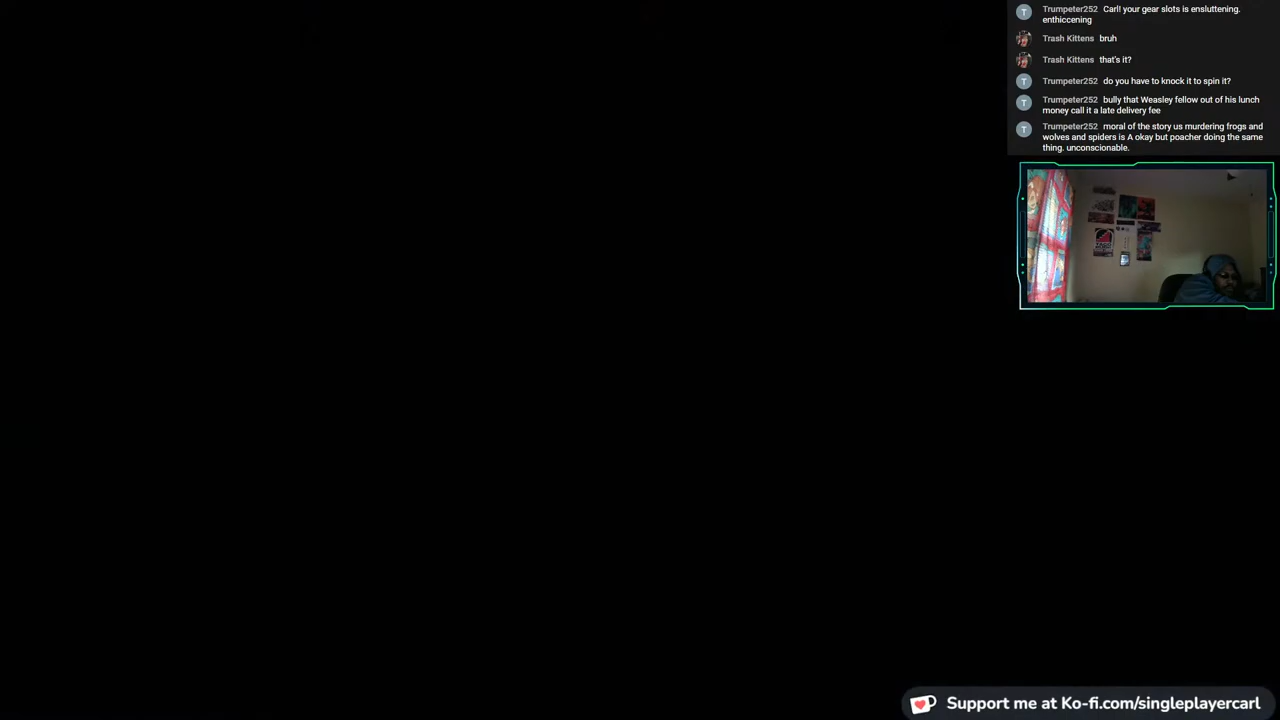 Trumpeter252 Carl! your gear slots is ensluttening.
enthiccening
Trash Kittens bruh
Trash Kittens that's it?
Trumpeter252 do you have to knock it to spin it?
Trumpeter252 bully that Weasley fellow out of his lunch
money call it a late delivery fee
Trumpeter252 moral of the story us murdering frogs and
wolves and spiders is A okay but poacher doing the same
thing. unconscionable.
Support me at Ko-fi.com/singleplayercarl